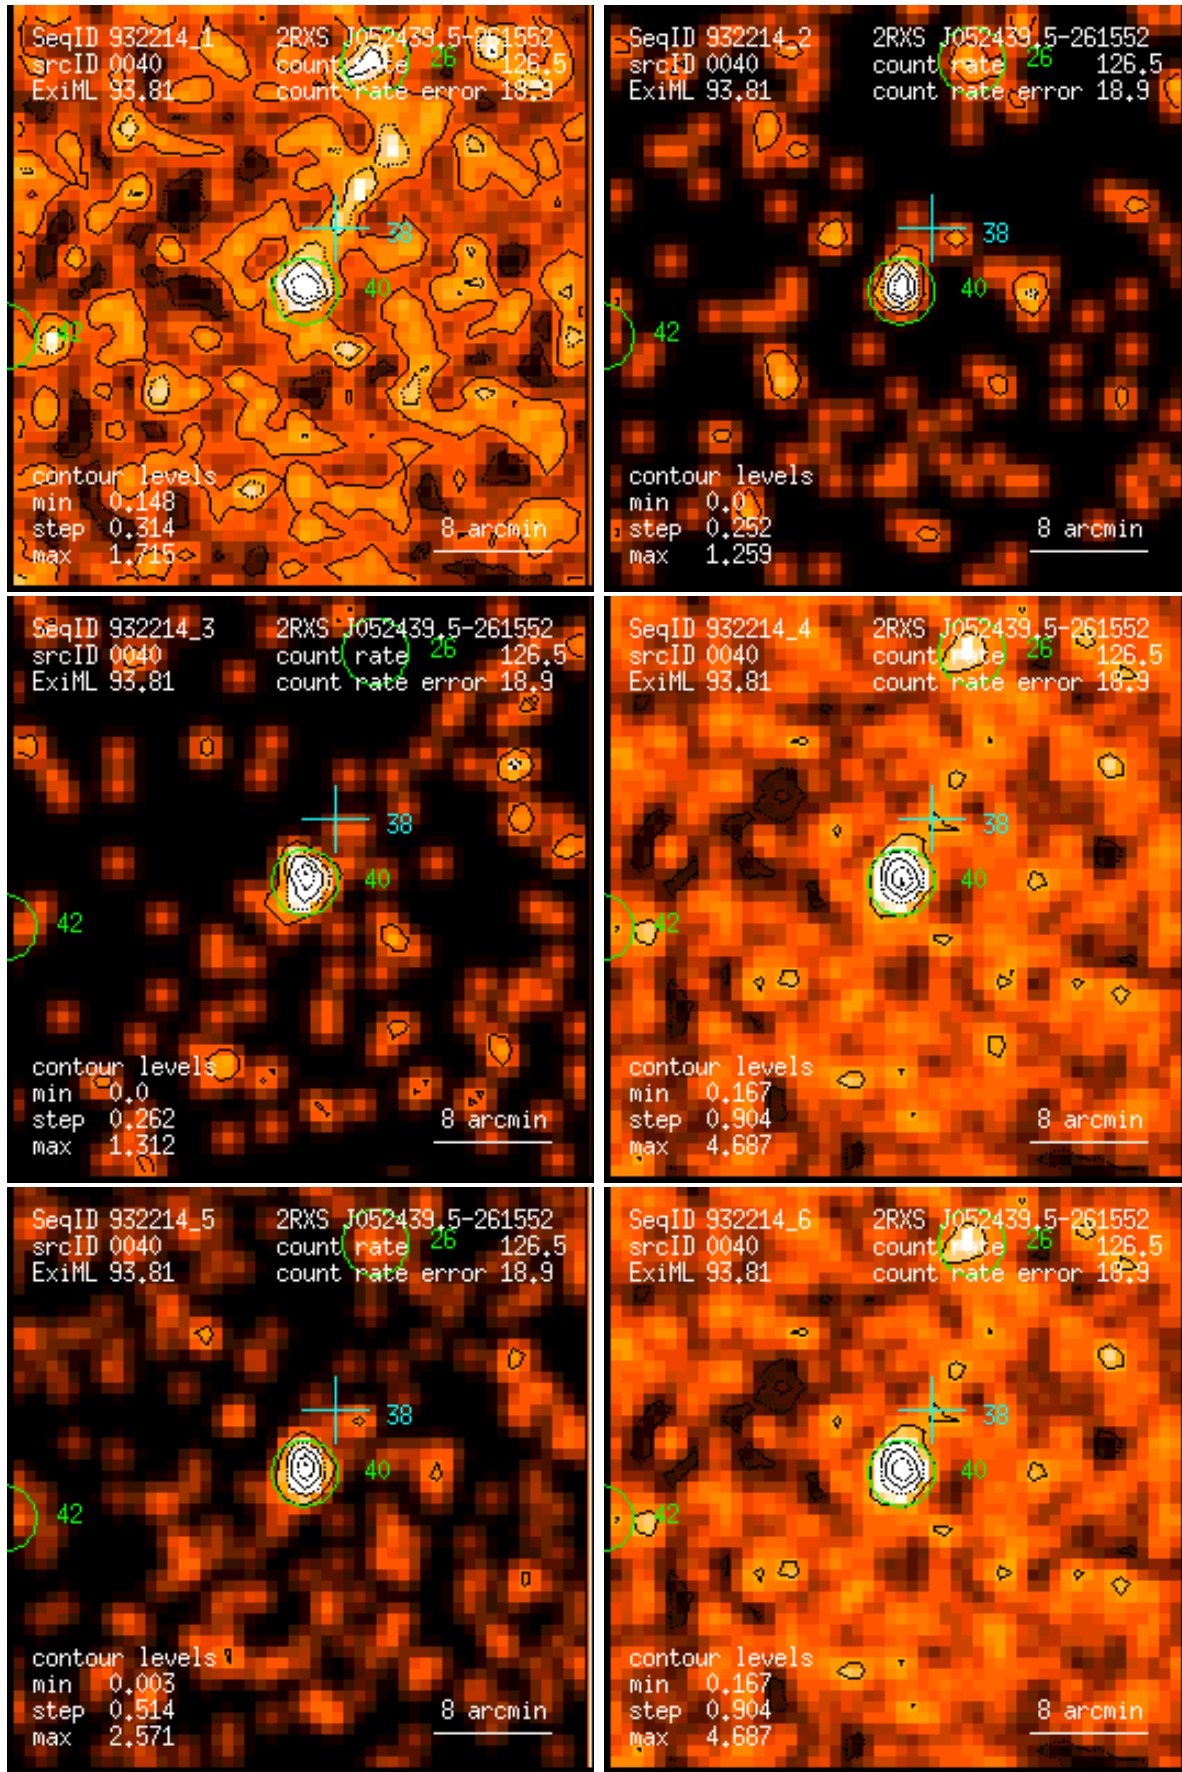 SeqID 932214_1 2RXS J052439.5-261552
srcID 0040 count rate 126.5
ExiML 93.81 count rate error 18.9
26
38
40
42
contour levels
min 0.148
step 0.314
max 1.715
8 arcmin
SeqID 932214_2 2RXS J052439.5-261552
srcID 0040 count rate 126.5
ExiML 93.81 count rate error 18.9
26
38
40
42
contour levels
min 0.0
step 0.252
max 1.259
8 arcmin
SeqID 932214_3 2RXS J052439.5-261552
srcID 0040 count rate 126.5
ExiML 93.81 count rate error 18.9
26
38
40
42
contour levels
min 0.0
step 0.262
max 1.312
8 arcmin
SeqID 932214_4 2RXS J052439.5-261552
srcID 0040 count rate 126.5
ExiML 93.81 count rate error 18.9
26
38
40
42
contour levels
min 0.167
step 0.904
max 4.687
8 arcmin
SeqID 932214_5 2RXS J052439.5-261552
srcID 0040 count rate 126.5
ExiML 93.81 count rate error 18.9
26
38
40
42
contour levels
min 0.003
step 0.514
max 2.571
8 arcmin
SeqID 932214_6 2RXS J052439.5-261552
srcID 0040 count rate 126.5
ExiML 93.81 count rate error 18.9
26
38
40
42
contour levels
min 0.167
step 0.904
max 4.687
8 arcmin